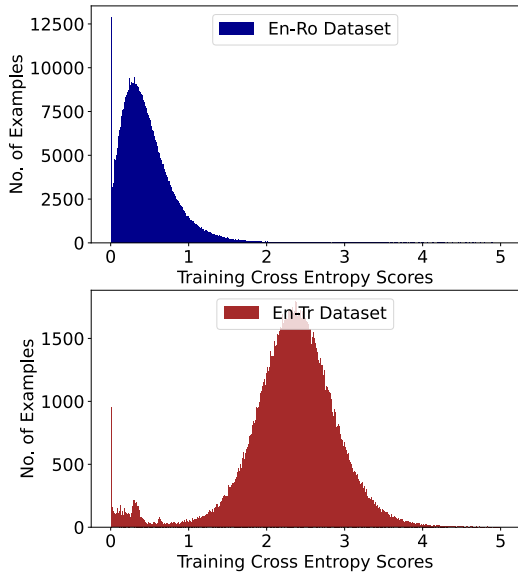 En-Ro Dataset
No. of Examples
12500
10000
7500
5000
2500
0
0 1 2 3 4 5
Training Cross Entropy Scores
En-Tr Dataset
No. of Examples
1500
1000
500
0
0 1 2 3 4 5
Training Cross Entropy Scores